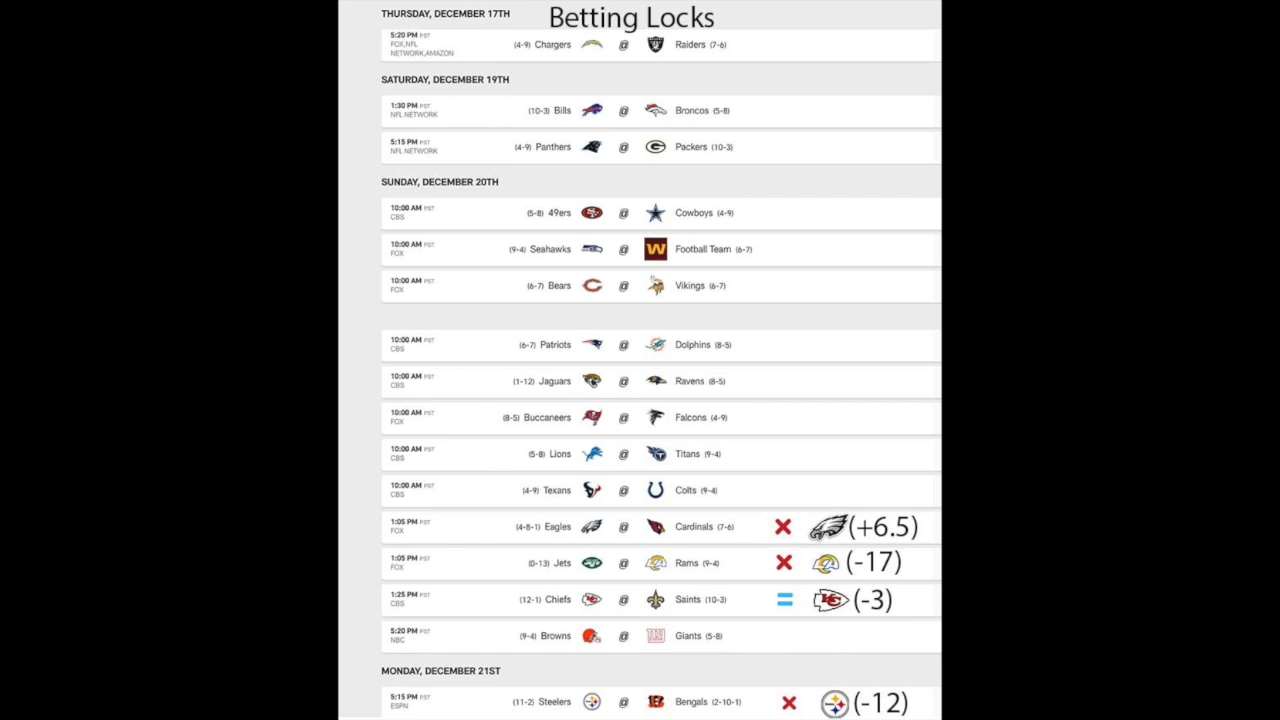 Betting Locks
THURSDAY, DECEMBER 17TH
5:20 PM PST
FOX,NFL
NETWORK,AMAZON
(4-9) Chargers @ Raiders (7-6)
SATURDAY, DECEMBER 19TH
1:30 PM PST
NFL NETWORK
(10-3) Bills @ Broncos (5-8)
5:15 PM PST
NFL NETWORK
(4-9) Panthers @ Packers (10-3)
SUNDAY, DECEMBER 20TH
10:00 AM PST
CBS
(5-8) 49ers @ Cowboys (4-9)
10:00 AM PST
FOX
(9-4) Seahawks @ W Football Team (6-7)
10:00 AM PST
FOX
(6-7) Bears @ Vikings (6-7)
10:00 AM PST
CBS
(6-7) Patriots @ Dolphins (8-5)
10:00 AM PST
CBS
(1-12) Jaguars @ Ravens (8-5)
10:00 AM PST
FOX
(8-5) Buccaneers @ Falcons (4-9)
10:00 AM PST
CBS
(5-8) Lions @ Titans (9-4)
10:00 AM PST
CBS
(4-9) Texans @ Colts (9-4)
1:05 PM PST
FOX
(4-8-1) Eagles @ Cardinals (7-6) (+6.5)
1:05 PM PST
FOX
(0-13) Jets @ Rams (9-4) (-17)
1:25 PM PST
CBS
(12-1) Chiefs @ Saints (10-3) = KC (-3)
5:20 PM PST
NBC
(9-4) Browns @ Giants (5-8)
MONDAY, DECEMBER 21ST
5:15 PM PST
ESPN
(11-2) Steelers @ Bengals (2-10-1) (-12)